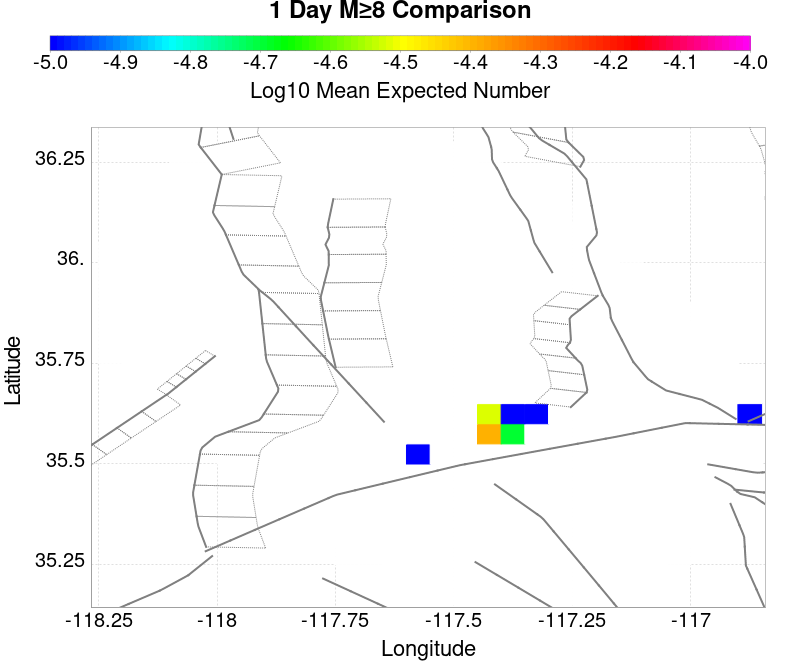 1 Day M≥8 Comparison
-5.0 -4.9 -4.8 -4.7 -4.6 -4.5 -4.4 -4.3 -4.2 -4.1 -4.0
Log10 Mean Expected Number
36.25
36.
35.75
35.5
35.25
Latitude
-118.25 -118 -117.75 -117.5 -117.25 -117
Longitude